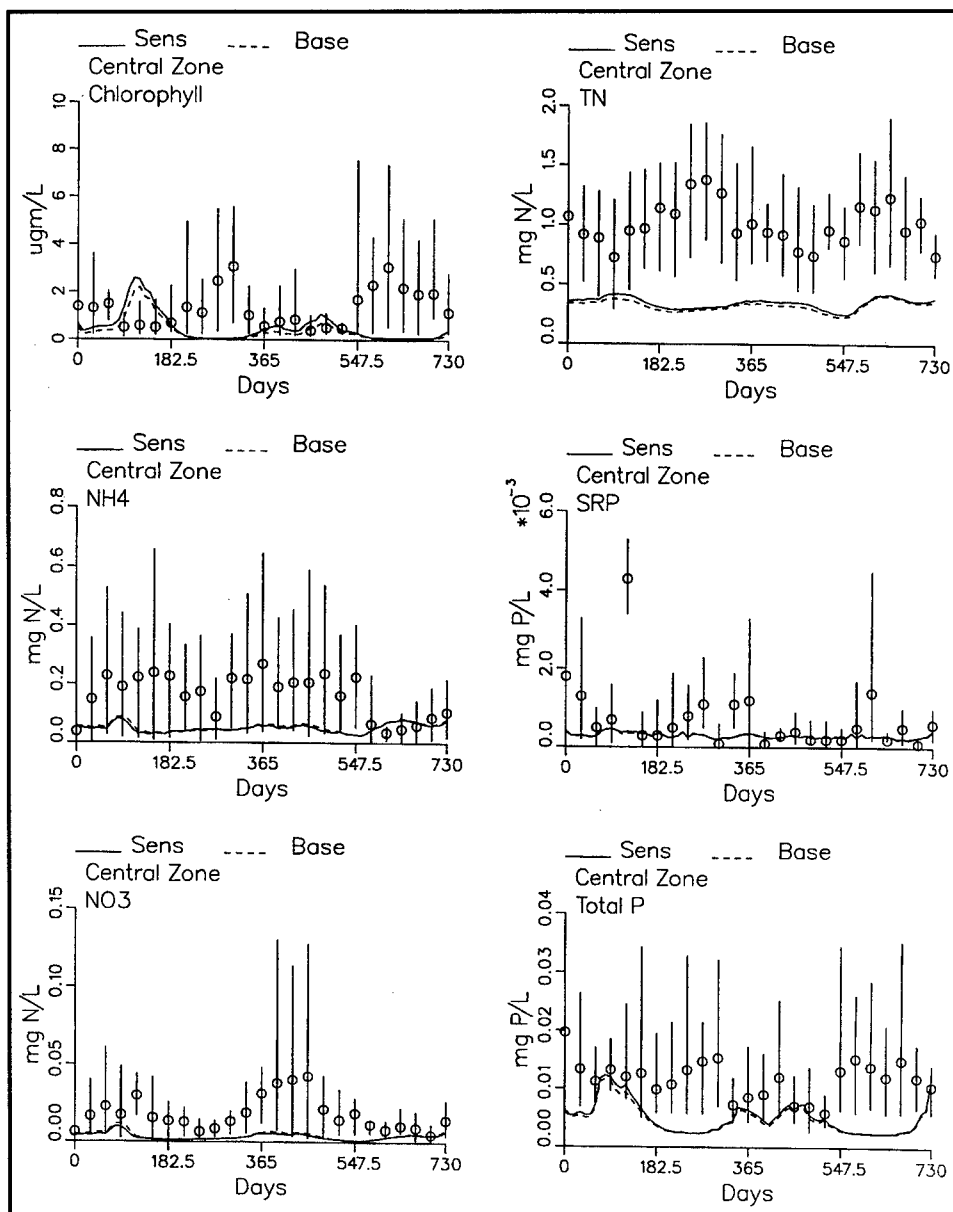 Sens Base
Central Zone
Chlorophyll
ugm/L
10
8
6
4
2
0
0 182.5 365 547.5 730
Days
Sens Base
Central Zone
TN
mg N/L
2.0
1.5
1.0
0.5
0.0
0 182.5 365 547.5 730
Days
Sens Base
Central Zone
NH4
mg N/L
0.8
0.6
0.4
0.2
0.0
0 182.5 365 547.5 730
Days
Sens Base
Central Zone
SRP
*10⁻³
mg P/L
6.0
4.0
2.0
0.0
0 182.5 365 547.5 730
Days
Sens Base
Central Zone
NO3
mg N/L
0.15
0.10
0.05
0.00
0 182.5 365 547.5 730
Days
Sens Base
Central Zone
Total P
mg P/L
0.04
0.03
0.02
0.01
0.00
0 182.5 365 547.5 730
Days